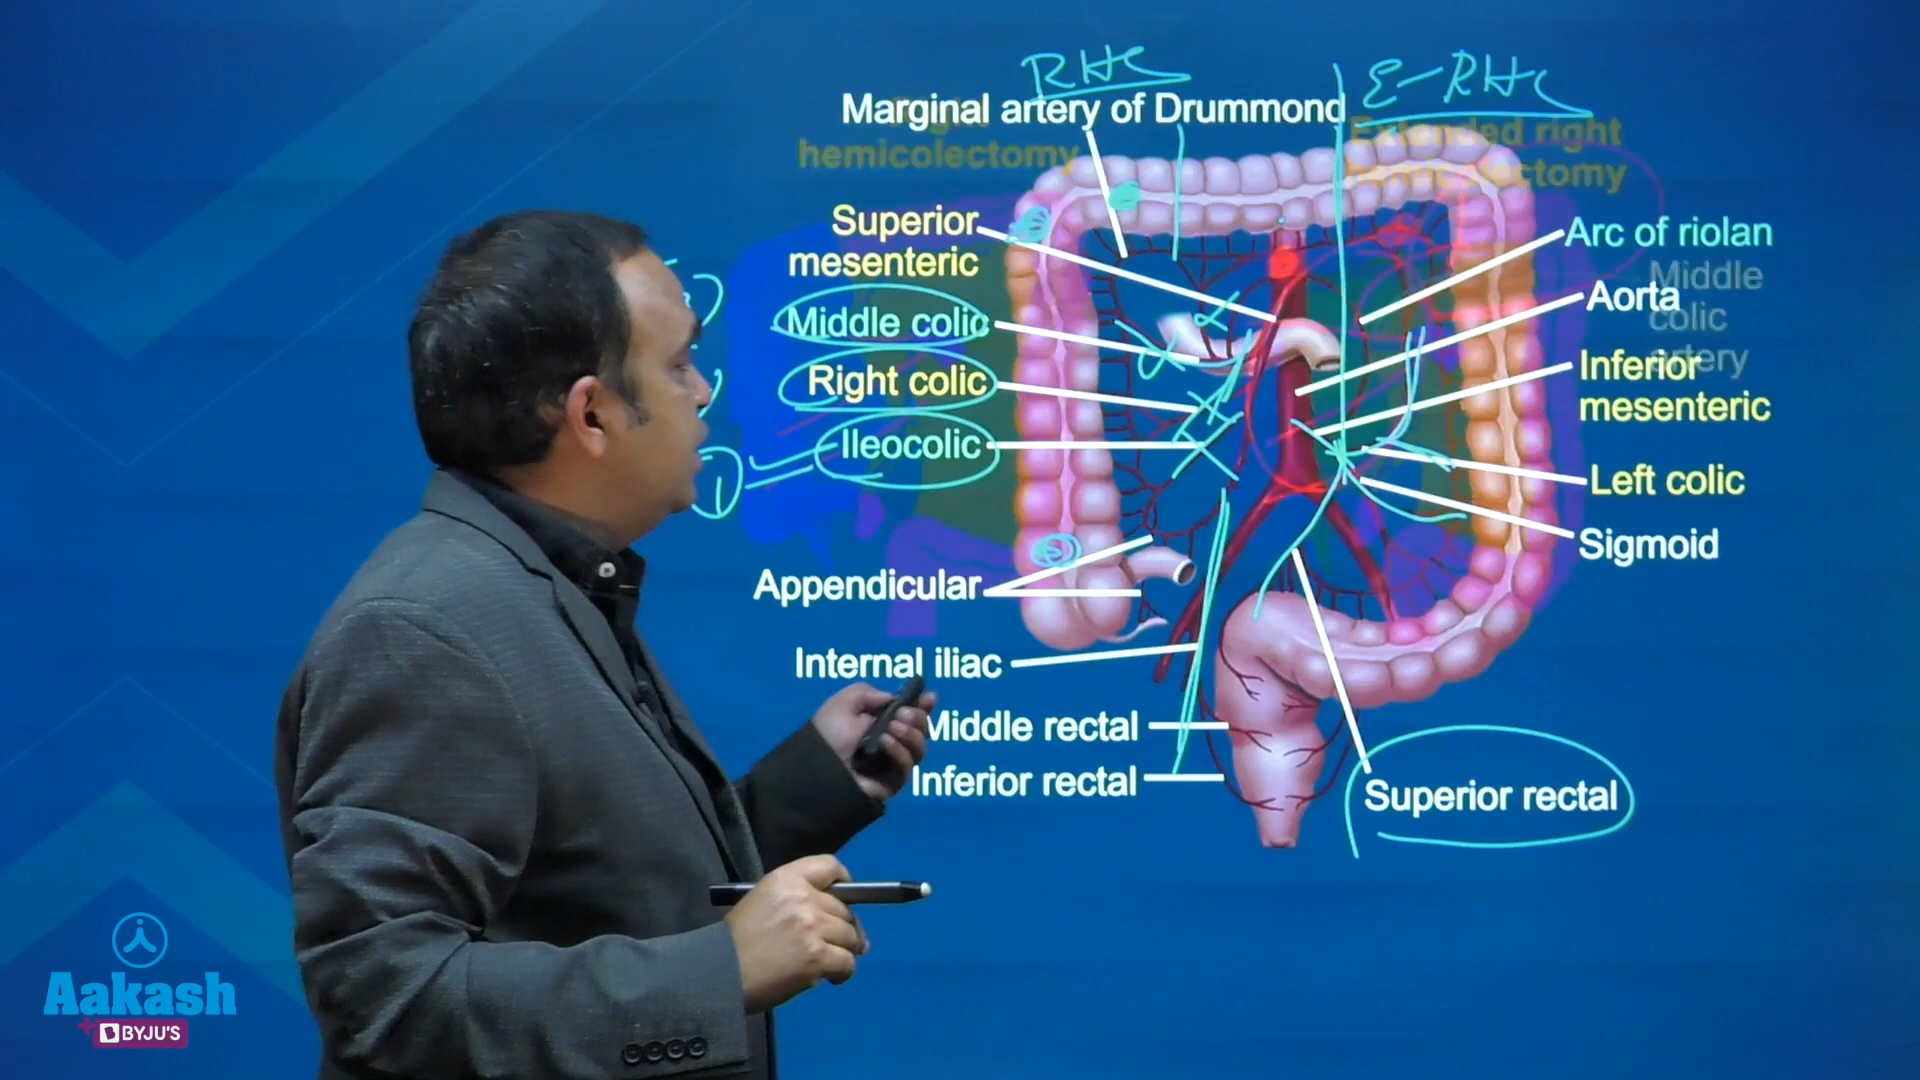 RHC
E-RHC
Marginal artery of Drummond
Right
hemicolectomy
Extended right
hemicolectomy
Superior
mesenteric
Middle colic
Right colic
Ileocolic
1
Appendicular
Internal iliac
Middle rectal
Inferior rectal
Arc of riolan
Middle
colic
artery
Aorta
Inferior
mesenteric
Left colic
Sigmoid
Superior rectal
Aakash
+ BYJU'S